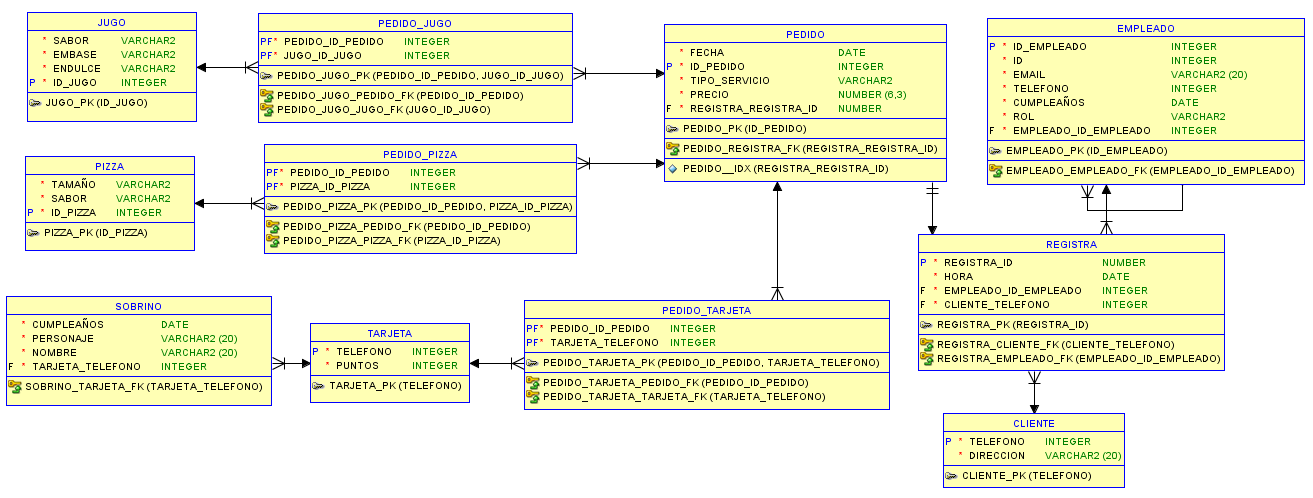 JUGO
* SABOR VARCHAR2
* EMBASE VARCHAR2
* ENDULCE VARCHAR2
P * ID_JUGO INTEGER
JUGO_PK (ID_JUGO)
PEDIDO_JUGO
PF* PEDIDO_ID_PEDIDO INTEGER
PF* JUGO_ID_JUGO INTEGER
PEDIDO_JUGO_PK (PEDIDO_ID_PEDIDO, JUGO_ID_JUGO)
PEDIDO_JUGO_PEDIDO_FK (PEDIDO_ID_PEDIDO)
PEDIDO_JUGO_JUGO_FK (JUGO_ID_JUGO)
PEDIDO
* FECHA DATE
P * ID_PEDIDO INTEGER
* TIPO_SERVICIO VARCHAR2
* PRECIO NUMBER (6,3)
F * REGISTRA_REGISTRA_ID NUMBER
PEDIDO_PK (ID_PEDIDO)
PEDIDO_REGISTRA_FK (REGISTRA_REGISTRA_ID)
PEDIDO__IDX (REGISTRA_REGISTRA_ID)
EMPLEADO
P * ID_EMPLEADO INTEGER
* ID INTEGER
* EMAIL VARCHAR2 (20)
* TELEFONO INTEGER
* CUMPLEAÑOS DATE
* ROL VARCHAR2
F * EMPLEADO_ID_EMPLEADO INTEGER
EMPLEADO_PK (ID_EMPLEADO)
EMPLEADO_EMPLEADO_FK (EMPLEADO_ID_EMPLEADO)
PIZZA
* TAMAÑO VARCHAR2
* SABOR VARCHAR2
P * ID_PIZZA INTEGER
PIZZA_PK (ID_PIZZA)
PEDIDO_PIZZA
PF* PEDIDO_ID_PEDIDO INTEGER
PF* PIZZA_ID_PIZZA INTEGER
PEDIDO_PIZZA_PK (PEDIDO_ID_PEDIDO, PIZZA_ID_PIZZA)
PEDIDO_PIZZA_PEDIDO_FK (PEDIDO_ID_PEDIDO)
PEDIDO_PIZZA_PIZZA_FK (PIZZA_ID_PIZZA)
REGISTRA
P * REGISTRA_ID NUMBER
* HORA DATE
F * EMPLEADO_ID_EMPLEADO INTEGER
F * CLIENTE_TELEFONO INTEGER
REGISTRA_PK (REGISTRA_ID)
REGISTRA_CLIENTE_FK (CLIENTE_TELEFONO)
REGISTRA_EMPLEADO_FK (EMPLEADO_ID_EMPLEADO)
SOBRINO
* CUMPLEAÑOS DATE
* PERSONAJE VARCHAR2 (20)
* NOMBRE VARCHAR2 (20)
F * TARJETA_TELEFONO INTEGER
SOBRINO_TARJETA_FK (TARJETA_TELEFONO)
TARJETA
P * TELEFONO INTEGER
* PUNTOS INTEGER
TARJETA_PK (TELEFONO)
PEDIDO_TARJETA
PF* PEDIDO_ID_PEDIDO INTEGER
PF* TARJETA_TELEFONO INTEGER
PEDIDO_TARJETA_PK (PEDIDO_ID_PEDIDO, TARJETA_TELEFONO)
PEDIDO_TARJETA_PEDIDO_FK (PEDIDO_ID_PEDIDO)
PEDIDO_TARJETA_TARJETA_FK (TARJETA_TELEFONO)
CLIENTE
P * TELEFONO INTEGER
* DIRECCION VARCHAR2 (20)
CLIENTE_PK (TELEFONO)